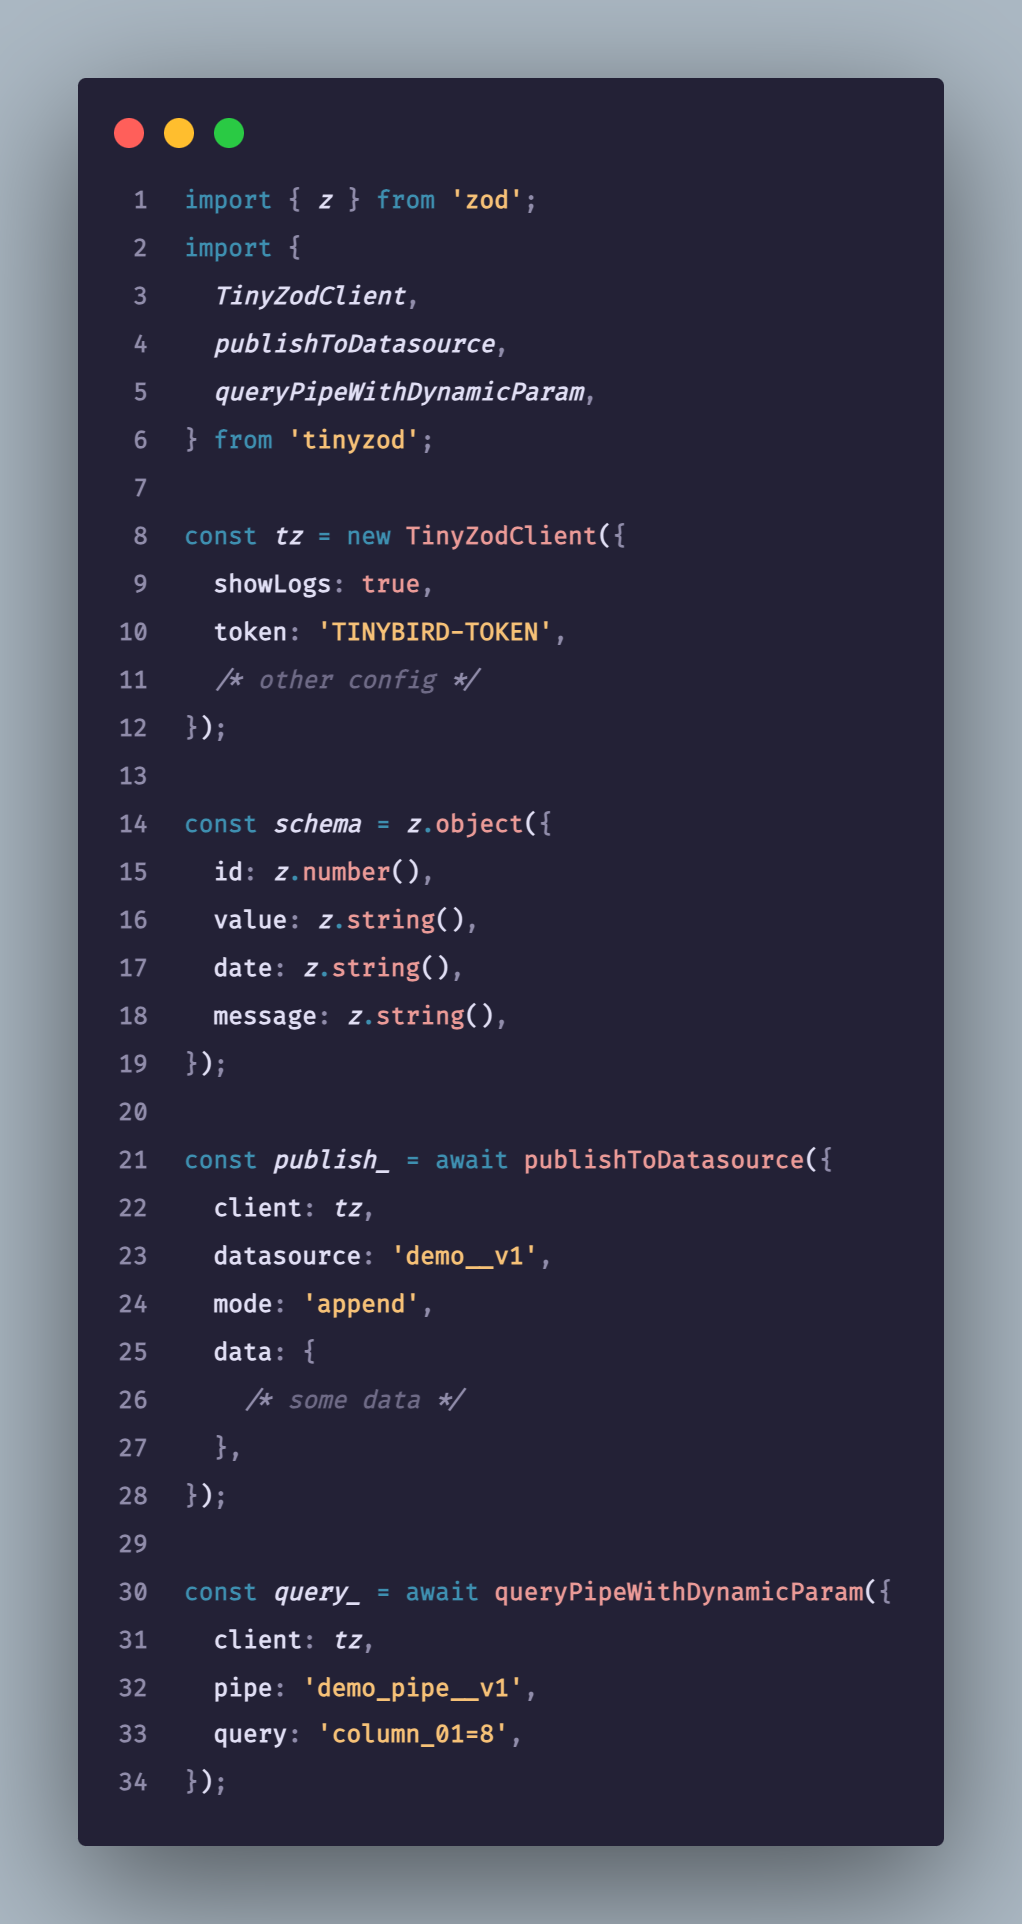 1 import { z } from 'zod';
2 import {
3   TinyZodClient,
4   publishToDatasource,
5   queryPipeWithDynamicParam,
6 } from 'tinyzod';
7
8 const tz = new TinyZodClient({
9   showLogs: true,
10   token: 'TINYBIRD-TOKEN',
11   /* other config */
12 });
13
14 const schema = z.object({
15   id: z.number(),
16   value: z.string(),
17   date: z.string(),
18   message: z.string(),
19 });
20
21 const publish_ = await publishToDatasource({
22   client: tz,
23   datasource: 'demo__v1',
24   mode: 'append',
25   data: {
26     /* some data */
27   },
28 });
29
30 const query_ = await queryPipeWithDynamicParam({
31   client: tz,
32   pipe: 'demo_pipe__v1',
33   query: 'column_01=8',
34 });